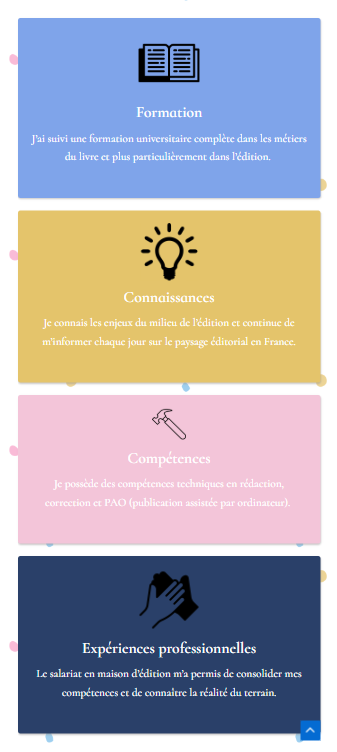 Formation
J'ai suivi une formation universitaire complète dans les métiers
du livre et plus particulièrement dans l'édition.
Connaissances
Je connais les enjeux du milieu de l'édition et continue de
m'informer chaque jour sur le paysage éditorial en France.
Compétences
Je possède des compétences techniques en rédaction,
correction et PAO (publication assistée par ordinateur).
Expériences professionnelles
Le salariat en maison d'édition m'a permis de consolider mes
compétences et de connaître la réalité du terrain.